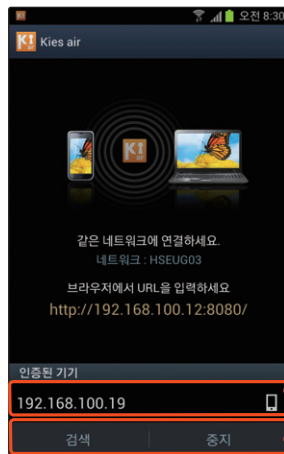 오전 8:30
Kies air
같은 네트워크에 연결하세요.
네트워크 : HSEUG03
브라우저에서 URL을 입력하세요
http://192.168.100.12:8080/
인증된 기기
192.168.100.19
검색 중지